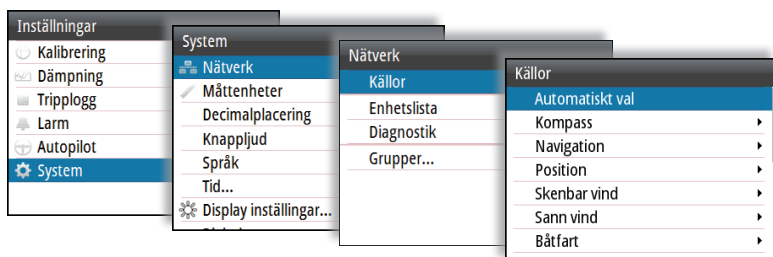 Inställningar
Kalibrering
Dämpning
Tripplogg
Larm
Autopilot
System
System
Nätverk
Måttenheter
Decimalplacering
Knappljud
Språk
Tid...
Display inställningar...
Nätverk
Källor
Enhetslista
Diagnostik
Grupper...
Källor
Automatiskt val
Kompass
Navigation
Position
Skenbar vind
Sann vind
Båtfart